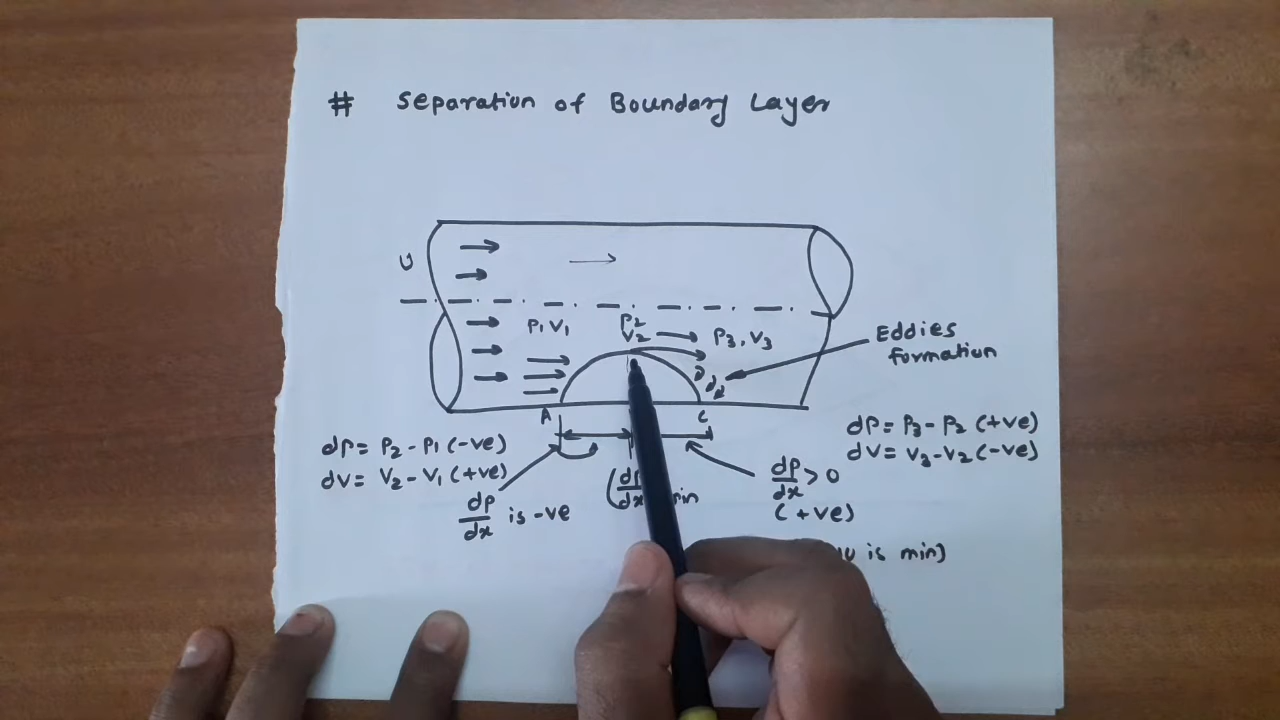 # Separation of Boundary Layer
U
P1 V1
P2
V2
P3, V3
Eddies
formation
A
C
dp = P2 - P1 (-ve)
dv = V2 - V1 (+ve)
dp = P3 - P2 (+ve)
dv = V3 - V2 (-ve)
dp/dx is -ve
dp/dx > 0
(+ve)
is min)